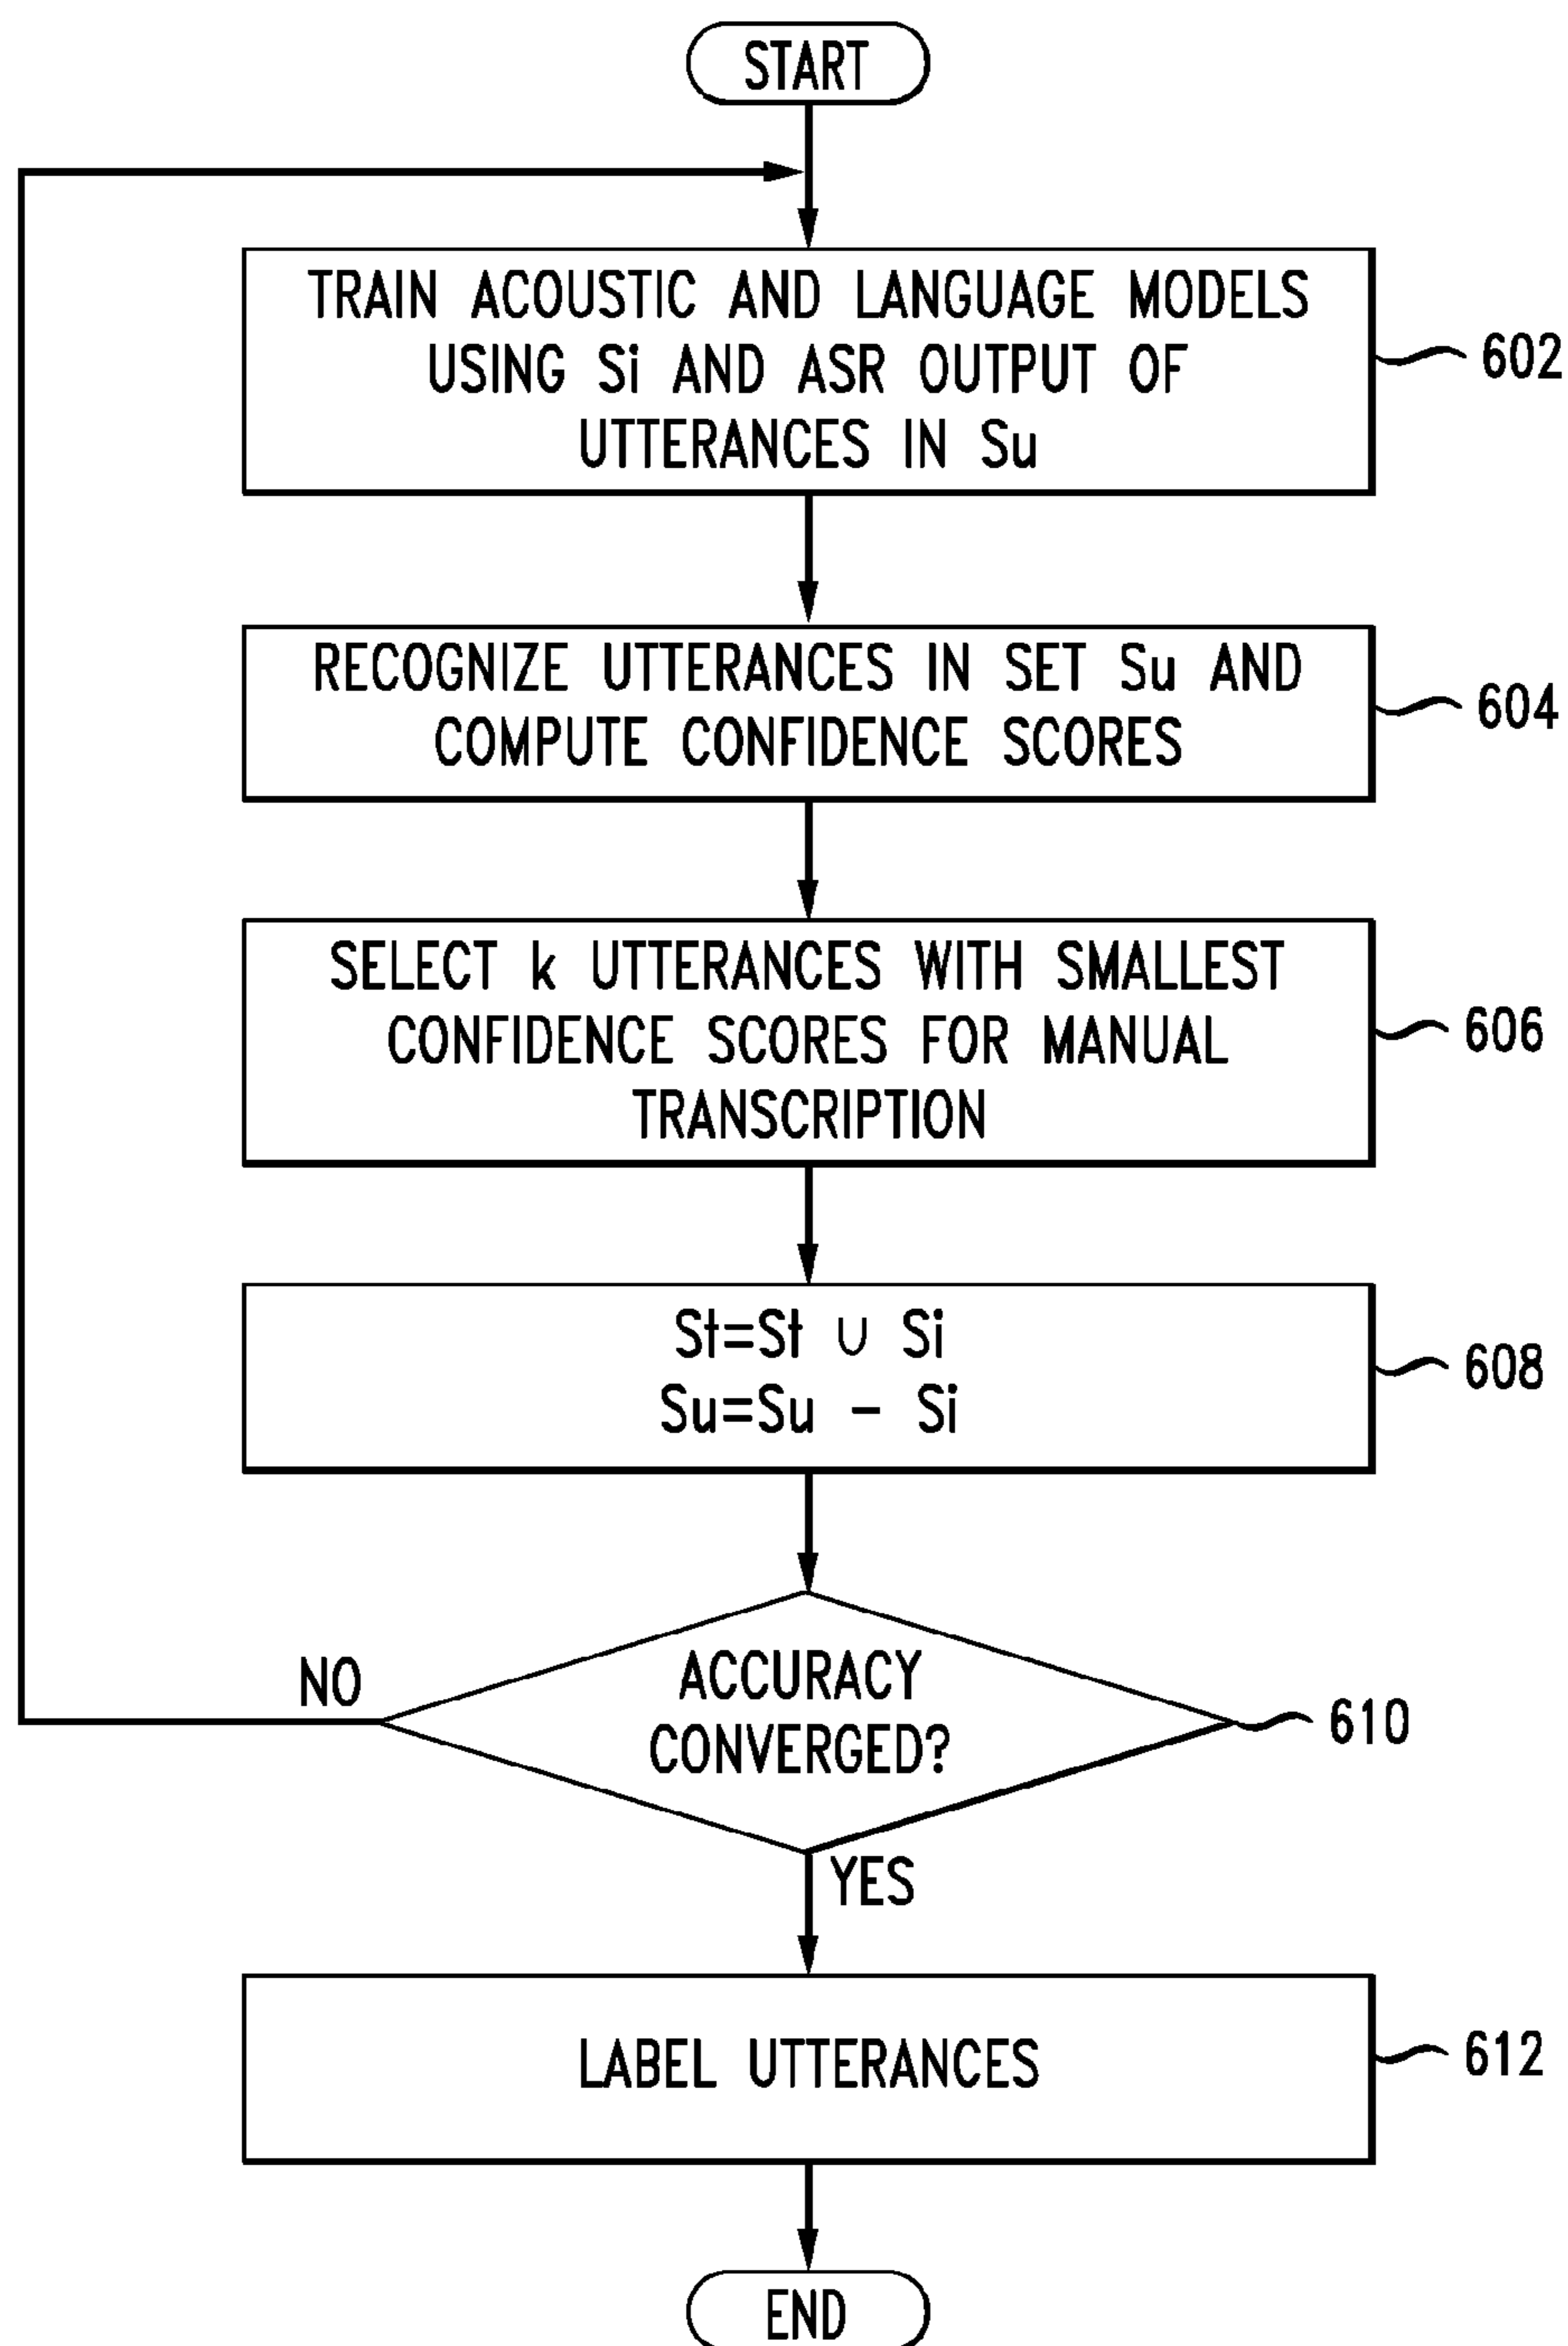 START
TRAIN ACOUSTIC AND LANGUAGE MODELS
USING Si AND ASR OUTPUT OF
UTTERANCES IN Su
602
RECOGNIZE UTTERANCES IN SET Su AND
COMPUTE CONFIDENCE SCORES
604
SELECT k UTTERANCES WITH SMALLEST
CONFIDENCE SCORES FOR MANUAL
TRANSCRIPTION
606
St=St ∪ Si
Su=Su - Si
608
ACCURACY
CONVERGED?
NO
610
YES
LABEL UTTERANCES
612
END